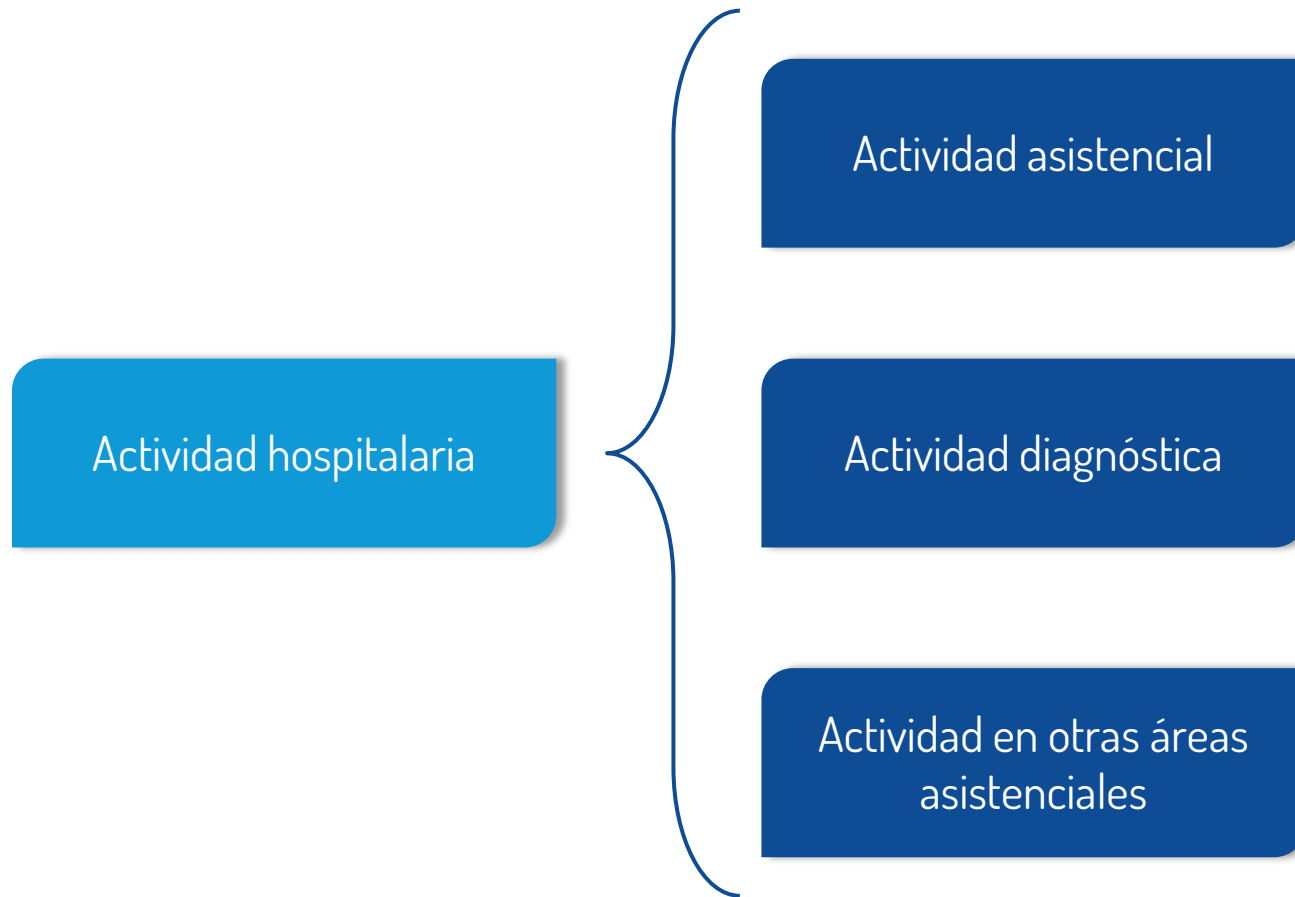 Actividad hospitalaria
Actividad asistencial
Actividad diagnóstica
Actividad en otras áreas
asistenciales